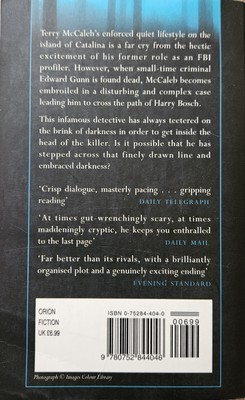 Terry McCaleb's enforced quiet lifestyle on
the island of Catalina is a far cry from the hectic
excitement of his former role as an FBI
profiler. However, when small-time criminal
Edward Gunn is found dead, McCaleb becomes
embroiled in a disturbing and complex case
leading him to cross the path of Harry Bosch.
This infamous detective has always teetered on
the brink of darkness in order to get inside the
head of the killer. Is it possible that he has
stepped across that finely drawn line and
embraced darkness?
'Crisp dialogue, masterly pacing . . . gripping
reading' DAILY TELEGRAPH
'At times gut-wrenchingly scary, at times
maddeningly cryptic, he keeps you enthralled
to the last page' DAILY MAIL
'Far better than its rivals, with a brilliantly
organised plot and a genuinely exciting ending'
EVENING STANDARD
ORION
FICTION
UK £6.99
ISBN 0-75284-404-0
00699
9 780752 844046
Photograph © Images Colour Library